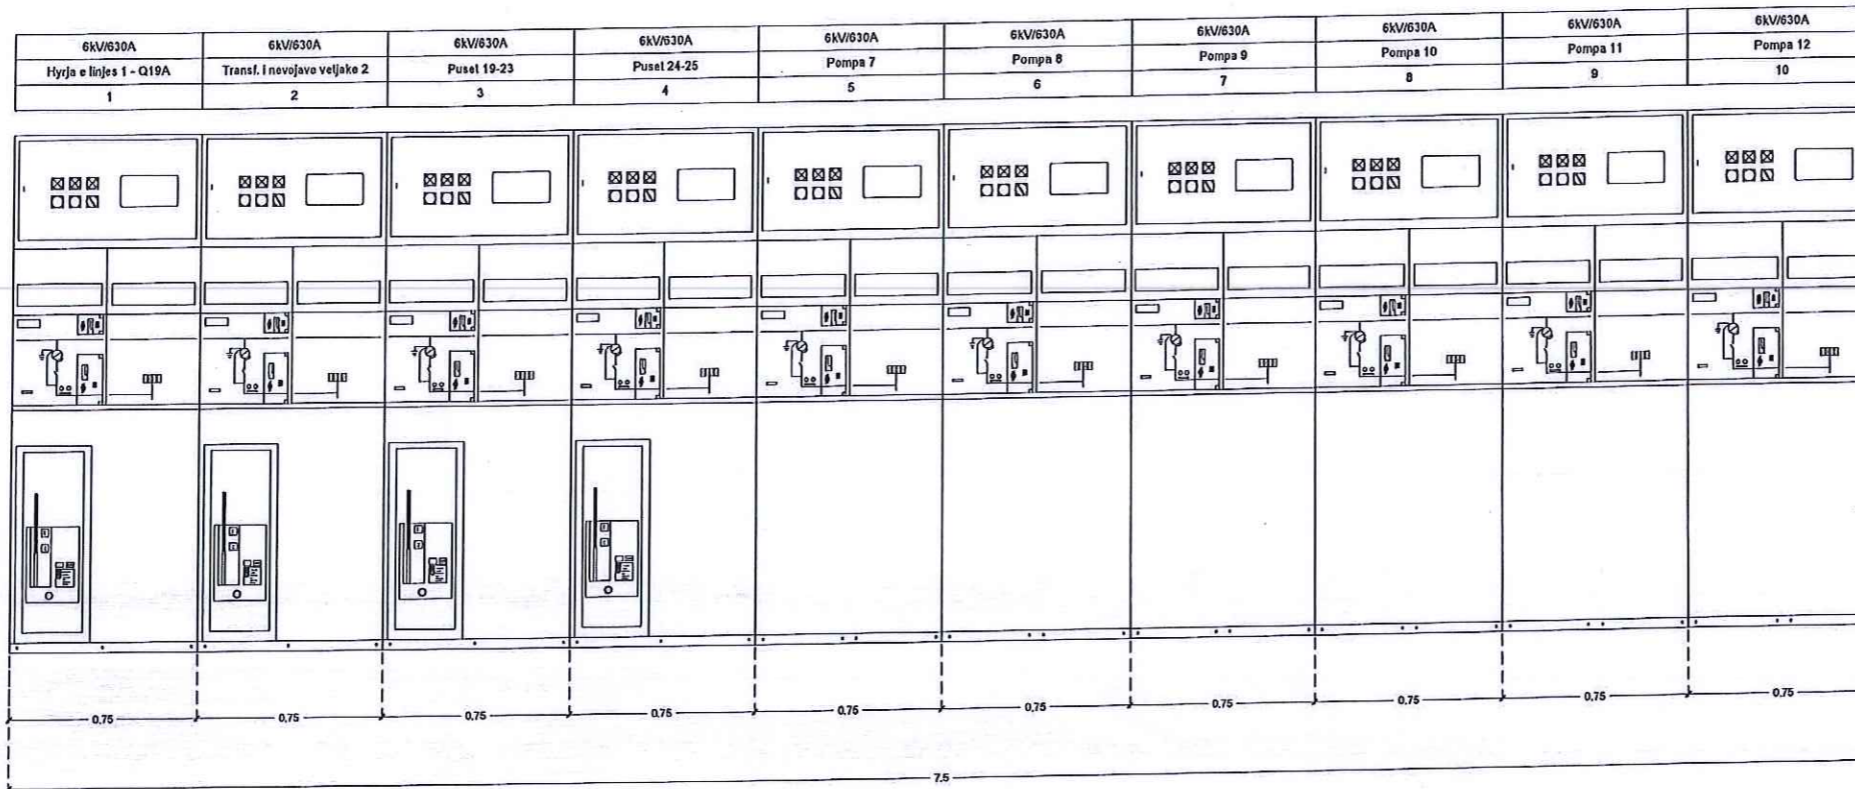 6kV/630A 6kV/630A 6kV/630A 6kV/630A 6kV/630A 6kV/630A 6kV/630A 6kV/630A 6kV/630A 6kV/630A
Hyrja e linjes 1 - Q19A Transf. i nevojave vetjake 2 Puset 19-23 Puset 24-25 Pompa 7 Pompa 8 Pompa 9 Pompa 10 Pompa 11 Pompa 12
1 2 3 4 5 6 7 8 9 10
0,75 0,75 0,75 0,75 0,75 0,75 0,75 0,75 0,75 0,75
7.5